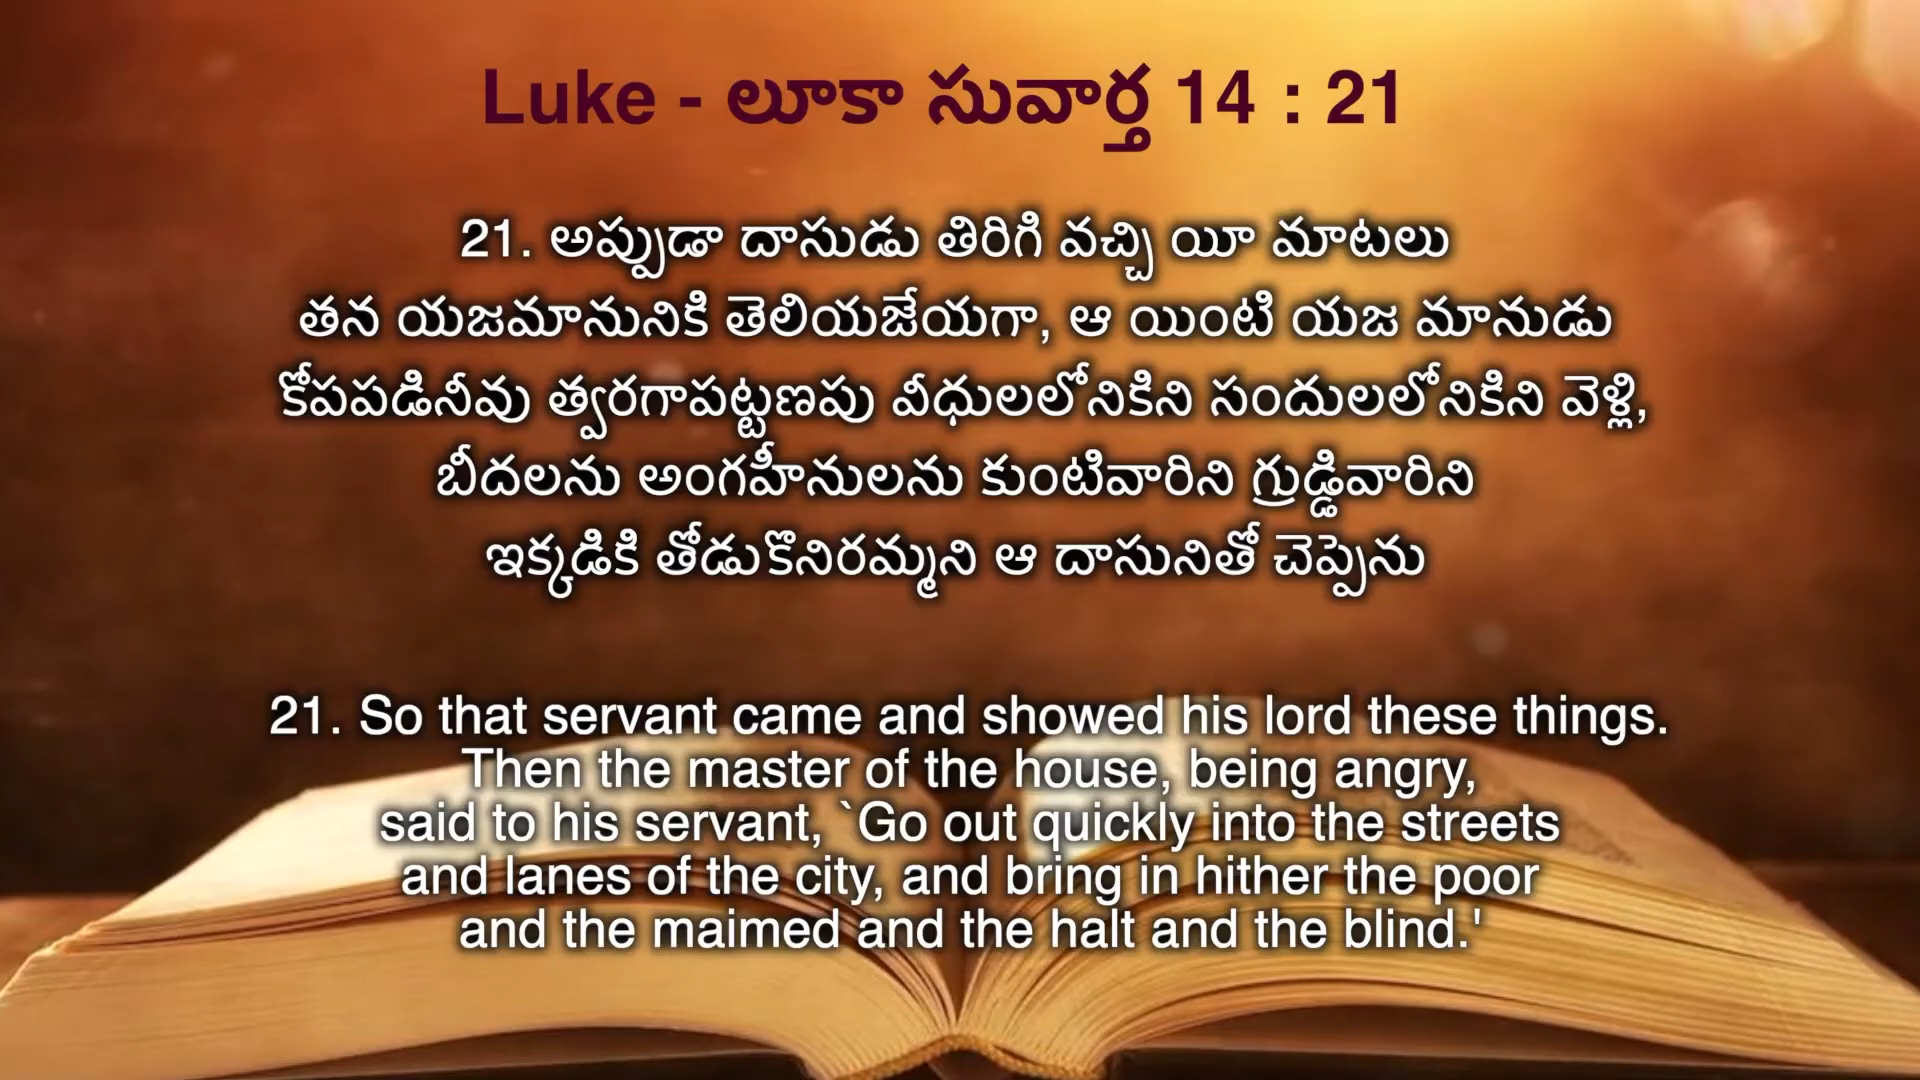 Luke - లూకా సువార్త 14 : 21
21. అప్పుడా దాసుడు తిరిగి వచ్చి యీ మాటలు
తన యజమానునికి తెలియజేయగా, ఆ యింటి యజ మానుడు
కోపపడినీవు త్వరగాపట్టణపు వీధులలోనికిని సందులలోనికిని వెళ్లి,
బీదలను అంగహీనులను కుంటివారిని గ్రుడ్డివారిని
ఇక్కడికి తోడుకొనిరమ్మని ఆ దాసునితో చెప్పెను
21. So that servant came and showed his lord these things.
Then the master of the house, being angry,
said to his servant, `Go out quickly into the streets
and lanes of the city, and bring in hither the poor
and the maimed and the halt and the blind.'